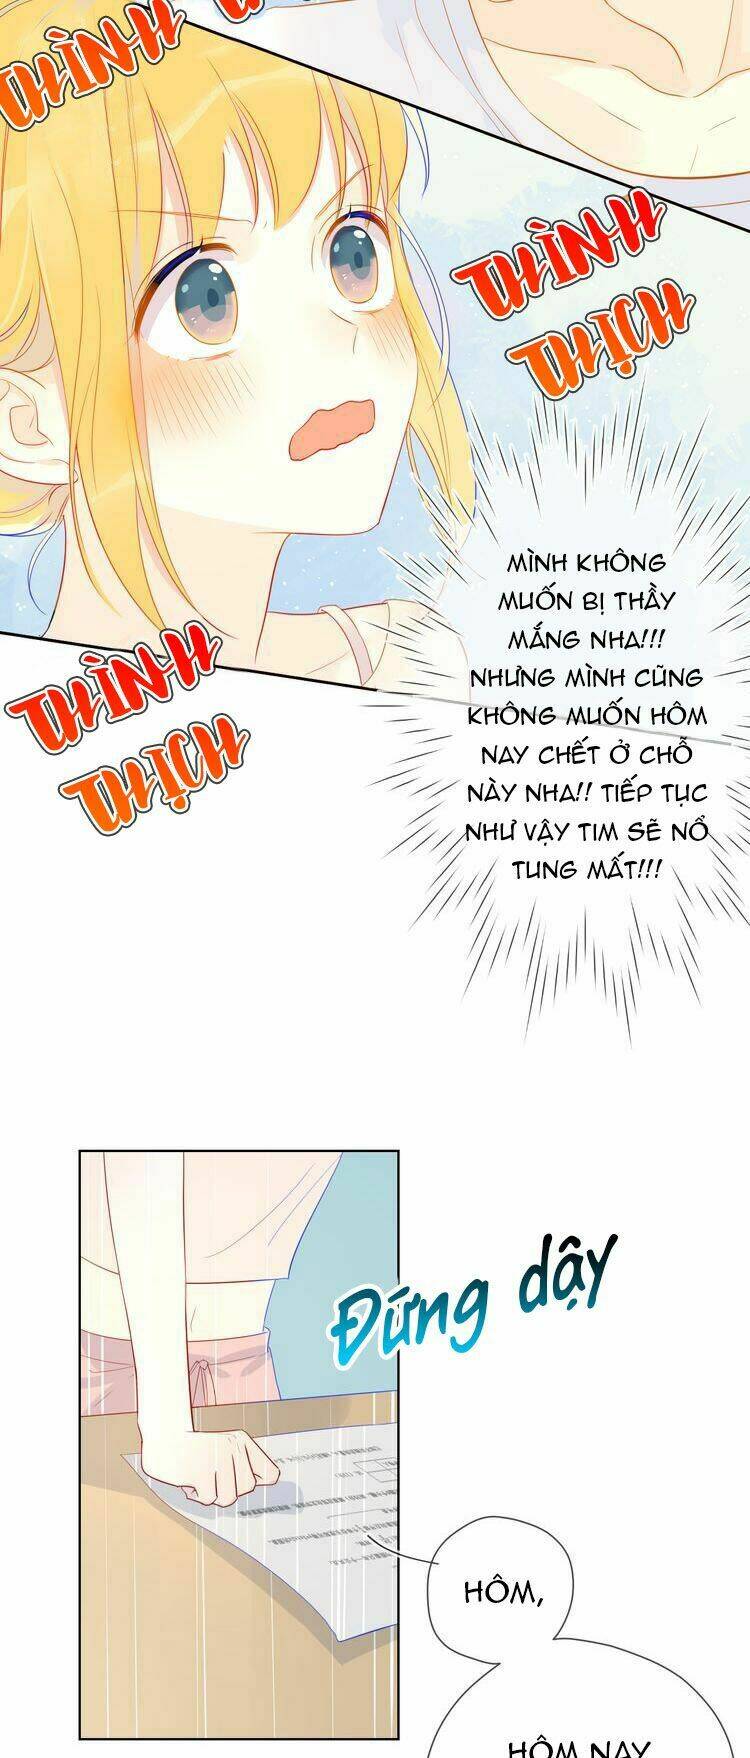 THÌNH
THÌNH
THỊCH
MÌNH KHÔNG
MUỐN BỊ THẦY
MẮNG NHA!!!
NHƯNG MÌNH CŨNG
KHÔNG MUỐN HÔM
NAY CHẾT Ở CHỖ
NÀY NHA!! TIẾP TỤC
NHƯ VẬY TIM SẼ NỔ
TUNG MẤT!!!
THÌNH
THỊCH
Đứng dậy
HÔM,
HÔM NAY